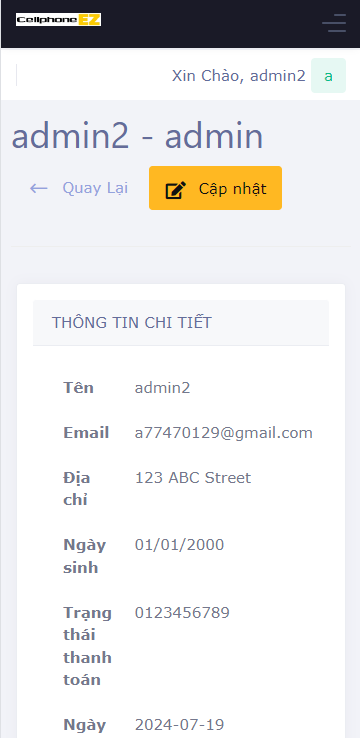 Cellphone EZ
Xin Chào, admin2 a
admin2 - admin
← Quay Lại Cập nhật
THÔNG TIN CHI TIẾT
Tên admin2
Email a77470129@gmail.com
Địa chỉ 123 ABC Street
Ngày sinh 01/01/2000
Trạng thái thanh toán 0123456789
Ngày 2024-07-19